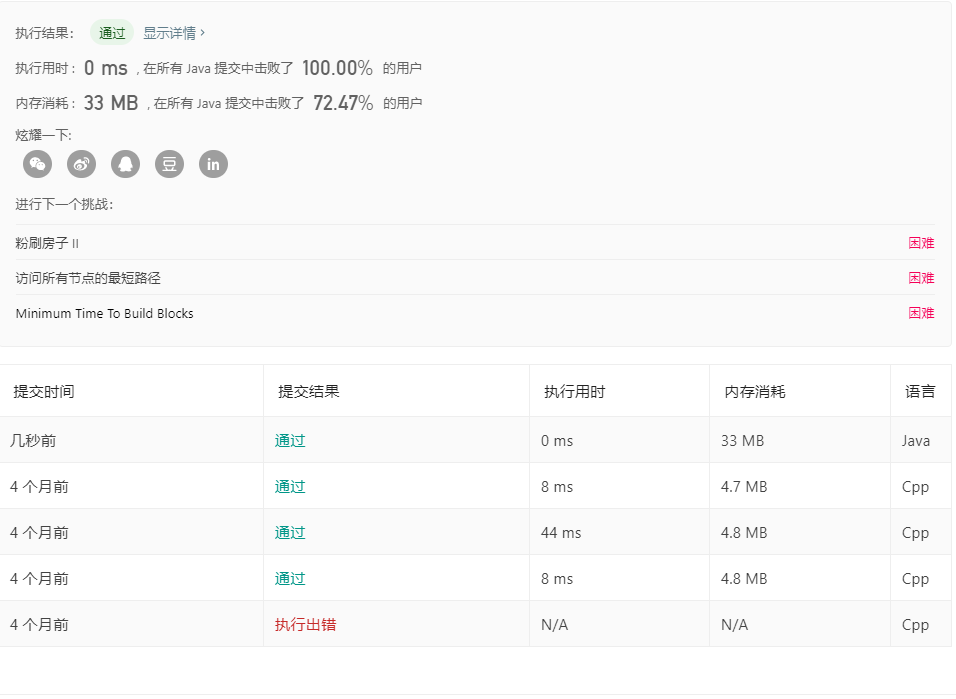 执行结果： 通过 显示详情 ›
执行用时： 0 ms ，在所有 Java 提交中击败了 100.00% 的用户
内存消耗： 33 MB ，在所有 Java 提交中击败了 72.47% 的用户
炫耀一下:
豆 in
进行下一个挑战：
粉刷房子 II 困难
访问所有节点的最短路径 困难
Minimum Time To Build Blocks 困难
提交时间 提交结果 执行用时 内存消耗 语言
几秒前 通过 0 ms 33 MB Java
4 个月前 通过 8 ms 4.7 MB Cpp
4 个月前 通过 44 ms 4.8 MB Cpp
4 个月前 通过 8 ms 4.8 MB Cpp
4 个月前 执行出错 N/A N/A Cpp